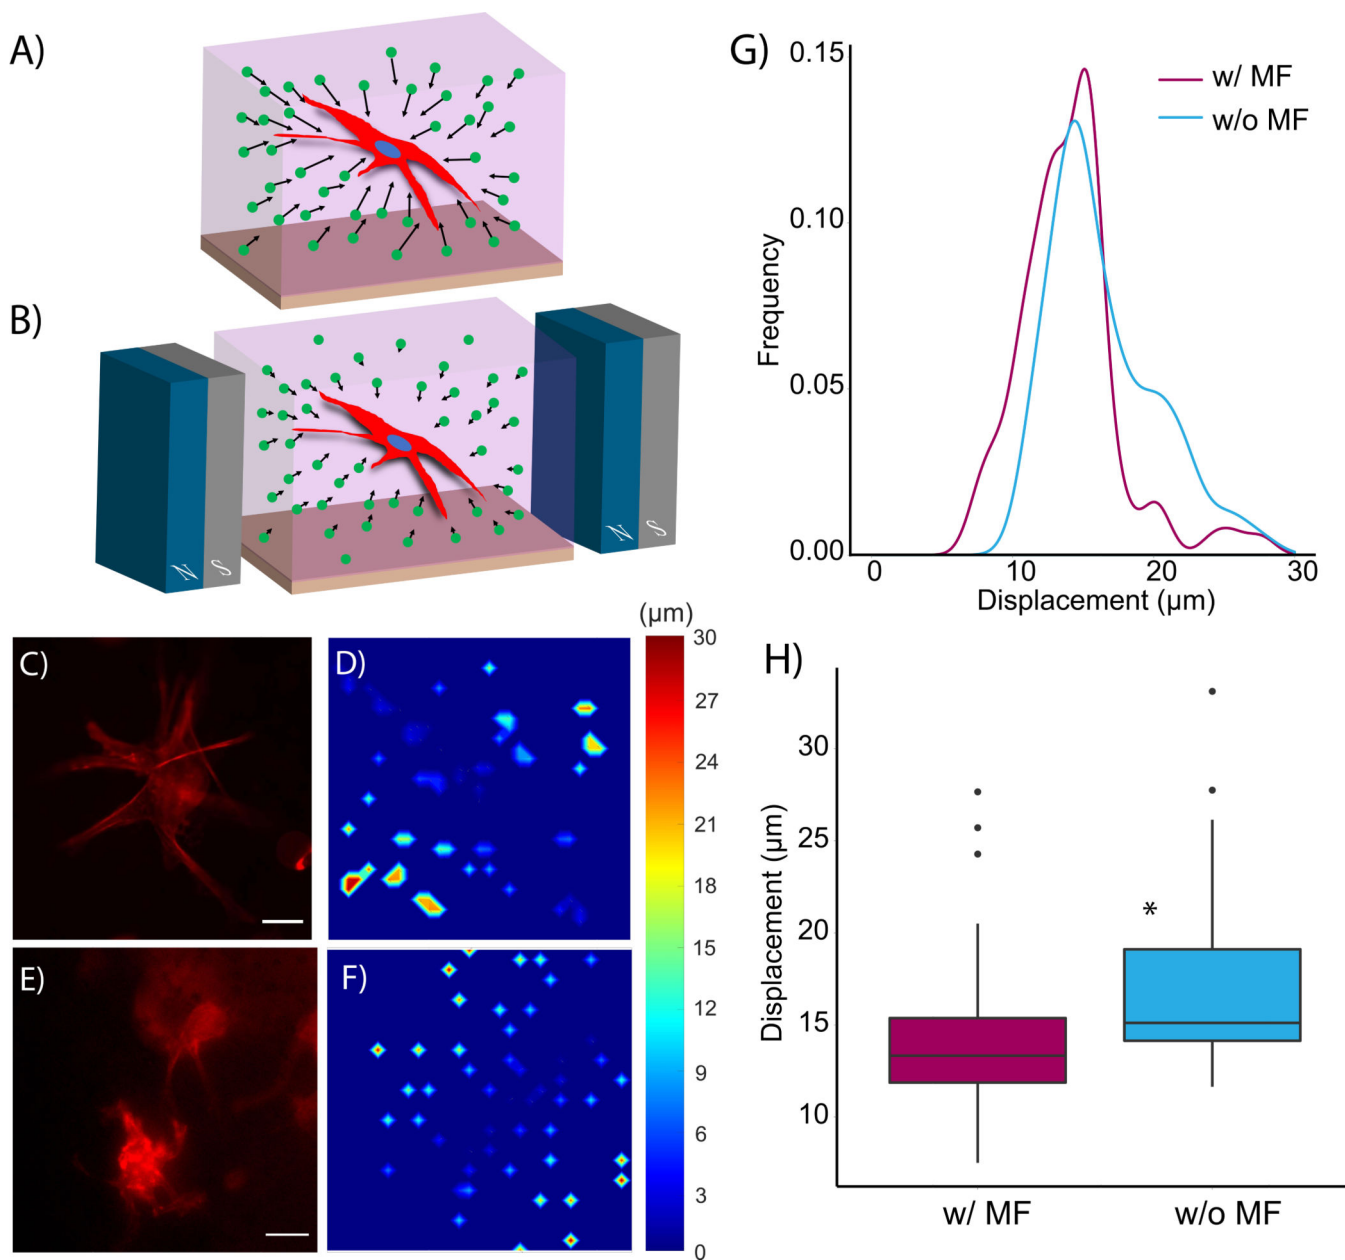 A)
B)
N
S
N
S
C)
D)
E)
F)
(µm)
30
27
24
21
18
15
12
9
6
3
0
G)
w/ MF
w/o MF
Frequency
0.15
0.10
0.05
0.00
0
10
20
30
Displacement (µm)
H)
Displacement (µm)
30
25
20
15
10
*
w/ MF
w/o MF